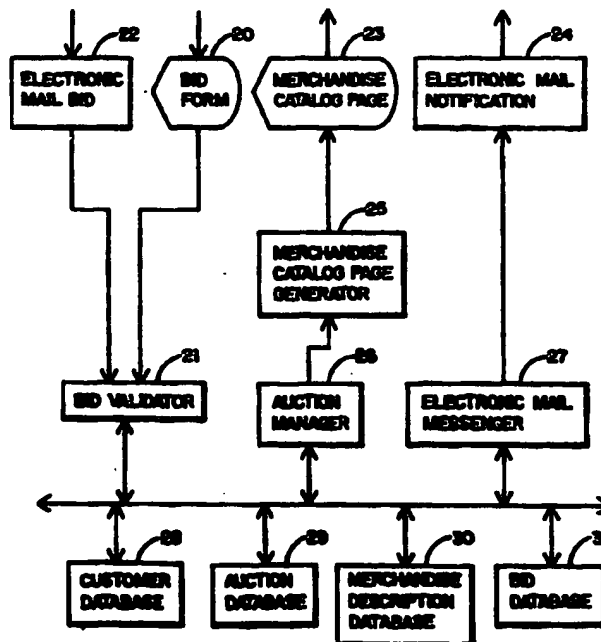 22
20
23
24
ELECTRONIC
MAIL BID
BID
FORM
MERCHANDISE
CATALOG PAGE
ELECTRONIC MAIL
NOTIFICATION
25
MERCHANDISE
CATALOG PAGE
GENERATOR
21
26
27
BID VALIDATOR
AUCTION
MANAGER
ELECTRONIC MAIL
MESSENGER
28
29
30
CUSTOMER
DATABASE
AUCTION
DATABASE
MERCHANDISE
DESCRIPTION
DATABASE
BID
DATABASE